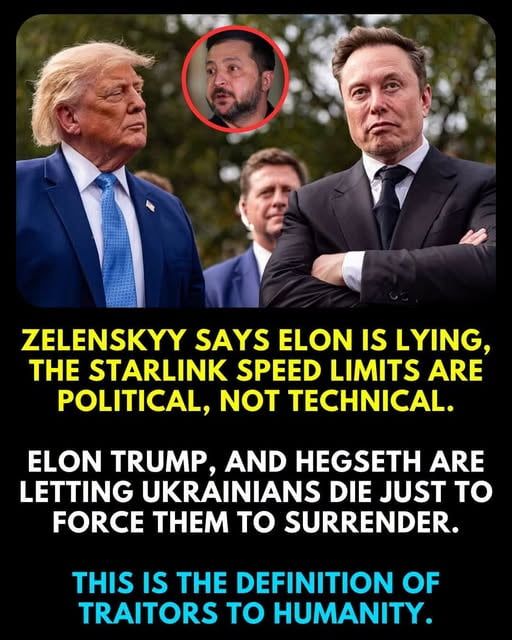 ZELENSKYY SAYS ELON IS LYING,
THE STARLINK SPEED LIMITS ARE
POLITICAL, NOT TECHNICAL.
ELON TRUMP, AND HEGSETH ARE
LETTING UKRAINIANS DIE JUST TO
FORCE THEM TO SURRENDER.
THIS IS THE DEFINITION OF
TRAITORS TO HUMANITY.